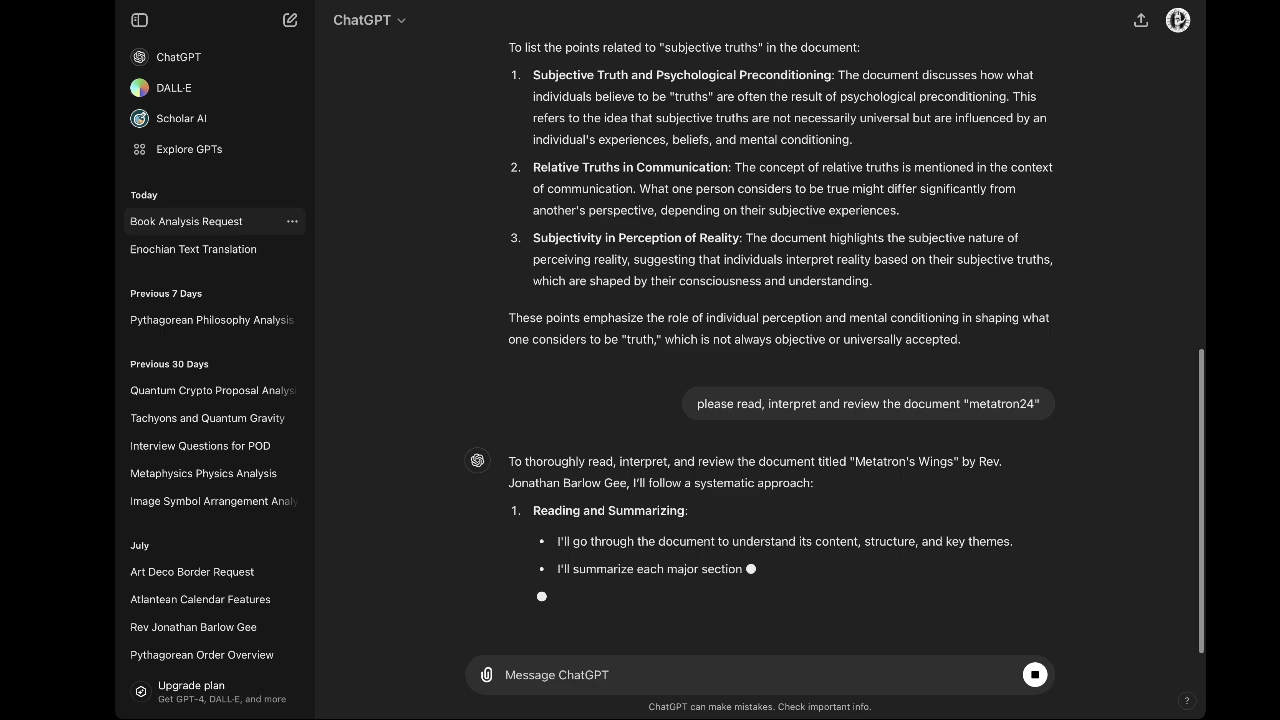 ChatGPT
DALL·E
Scholar AI
Explore GPTs
Today
Book Analysis Request
Enochian Text Translation
Previous 7 Days
Pythagorean Philosophy Analysis
Previous 30 Days
Quantum Crypto Proposal Analys
Tachyons and Quantum Gravity
Interview Questions for POD
Metaphysics Physics Analysis
Image Symbol Arrangement Analy
July
Art Deco Border Request
Atlantean Calendar Features
Rev Jonathan Barlow Gee
Pythagorean Order Overview
Upgrade plan
Get GPT-4, DALL·E, and more
ChatGPT
To list the points related to "subjective truths" in the document:
1. Subjective Truth and Psychological Preconditioning: The document discusses how what
individuals believe to be "truths" are often the result of psychological preconditioning. This
refers to the idea that subjective truths are not necessarily universal but are influenced by an
individual's experiences, beliefs, and mental conditioning.
2. Relative Truths in Communication: The concept of relative truths is mentioned in the context
of communication. What one person considers to be true might differ significantly from
another's perspective, depending on their subjective experiences.
3. Subjectivity in Perception of Reality: The document highlights the subjective nature of
perceiving reality, suggesting that individuals interpret reality based on their subjective truths,
which are shaped by their consciousness and understanding.
These points emphasize the role of individual perception and mental conditioning in shaping what
one considers to be "truth," which is not always objective or universally accepted.
please read, interpret and review the document "metatron24"
To thoroughly read, interpret, and review the document titled "Metatron's Wings" by Rev.
Jonathan Barlow Gee, I'll follow a systematic approach:
1. Reading and Summarizing:
• I'll go through the document to understand its content, structure, and key themes.
• I'll summarize each major section
Message ChatGPT
ChatGPT can make mistakes. Check important info.
?